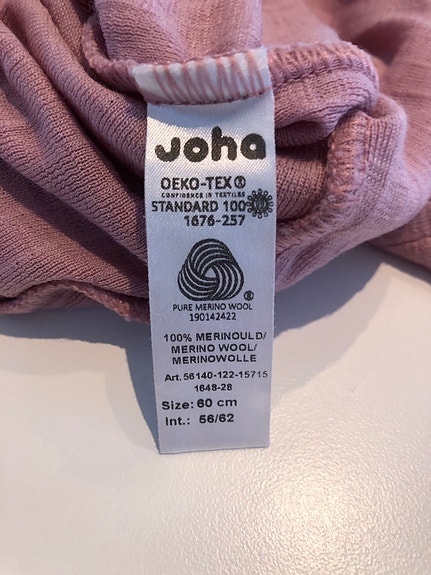 Joha
OEKO-TEX®
CONFIDENCE IN TEXTILES
STANDARD 100
1676-257
PURE MERINO WOOL
190142422
100% MERINOULD/
MERINO WOOL/
MERINOWOLLE
Art. 56140-122-15715
1648-28
Size: 60 cm
Int.: 56/62